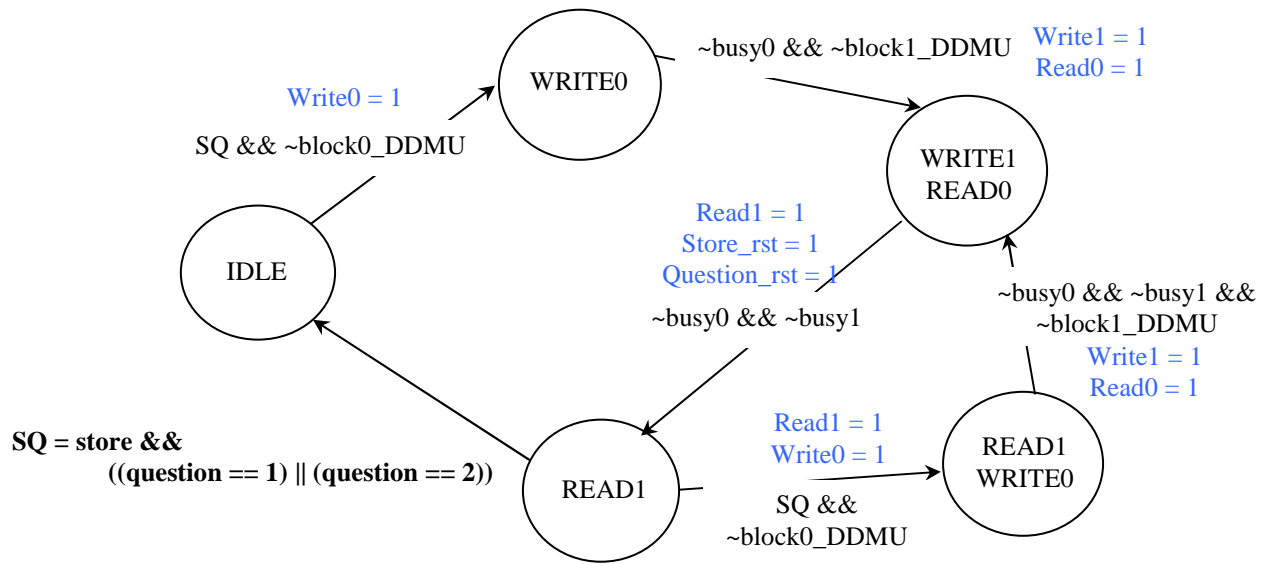 Write0 = 1
SQ && ~block0_DDMU
WRITE0
~busy0 && ~block1_DDMU
Write1 = 1
Read0 = 1
WRITE1
READ0
IDLE
Read1 = 1
Store_rst = 1
Question_rst = 1
~busy0 && ~busy1
~busy0 && ~busy1 &&
~block1_DDMU
Write1 = 1
Read0 = 1
SQ = store &&
((question == 1) || (question == 2))
READ1
Read1 = 1
Write0 = 1
SQ &&
~block0_DDMU
READ1
WRITE0